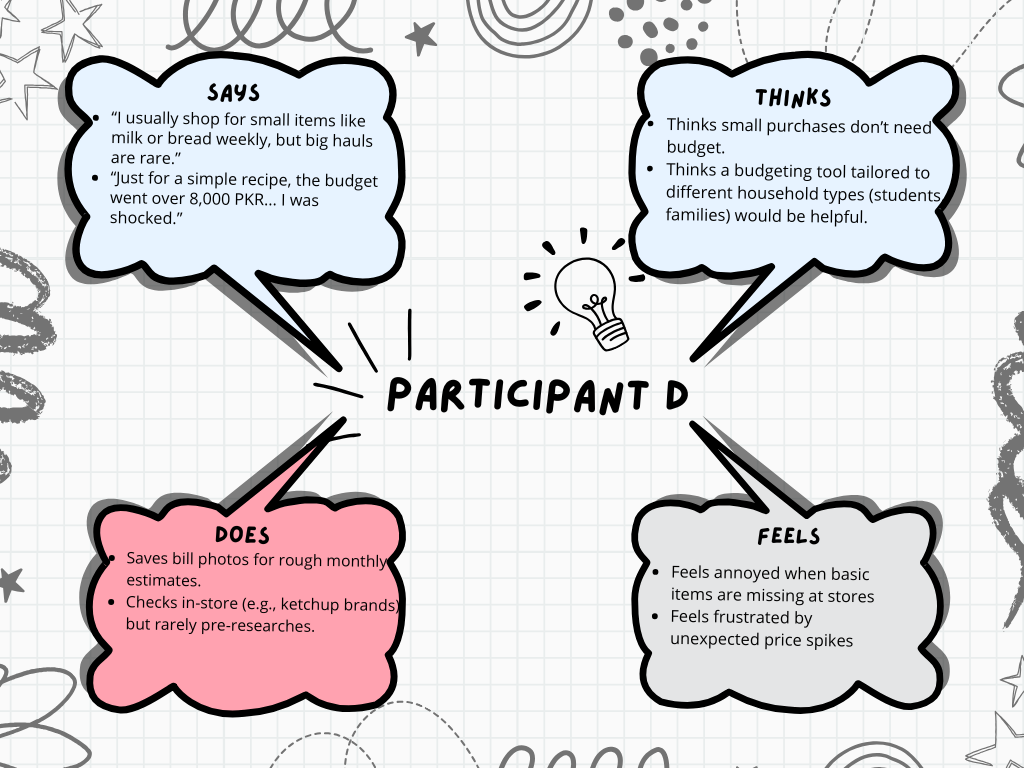 SAYS
• “I usually shop for small items like
milk or bread weekly, but big hauls
are rare.”
• “Just for a simple recipe, the budget
went over 8,000 PKR… I was
shocked.”
THINKS
• Thinks small purchases don’t need
budget.
• Thinks a budgeting tool tailored to
different household types (students
families) would be helpful.
PARTICIPANT D
DOES
• Saves bill photos for rough monthly
estimates.
• Checks in-store (e.g., ketchup brands)
but rarely pre-researches.
FEELS
• Feels annoyed when basic
items are missing at stores
• Feels frustrated by
unexpected price spikes